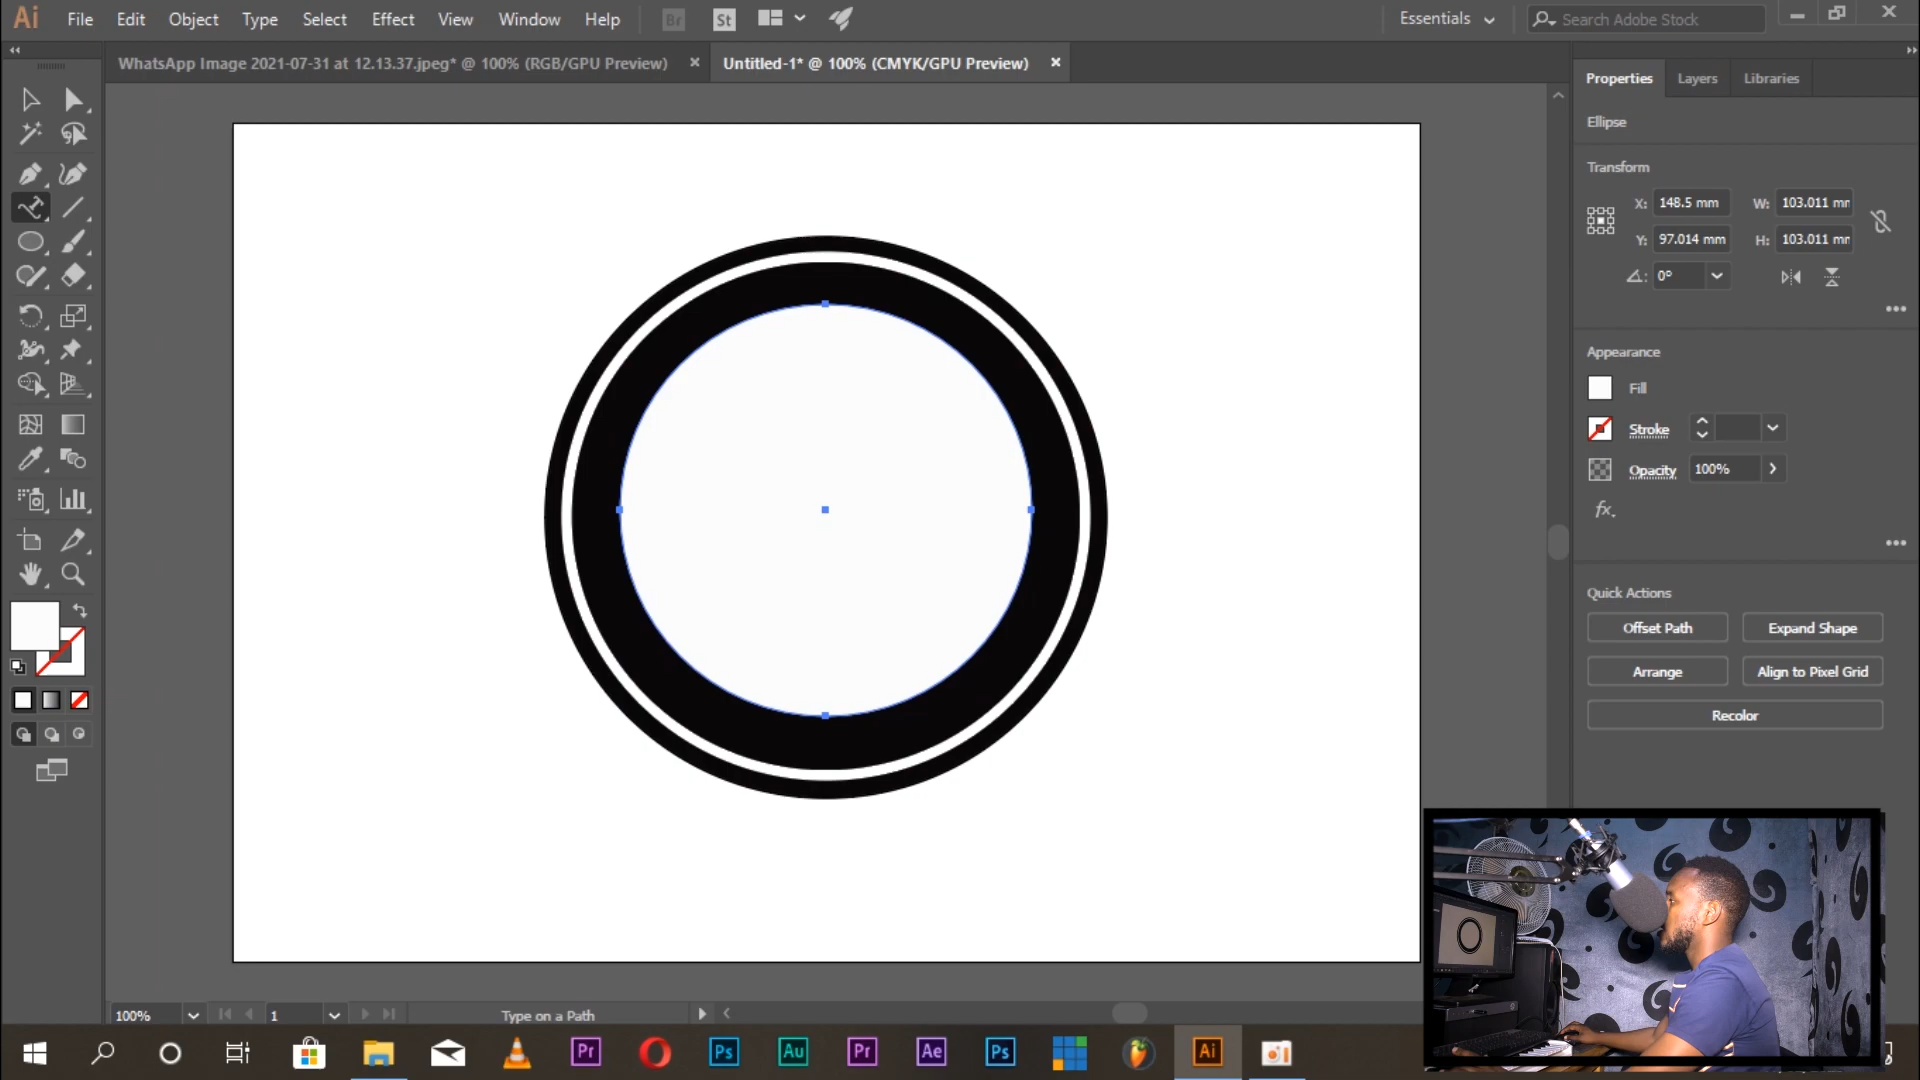 Ai File Edit Object Type Select Effect View Window Help Br St Essentials Search Adobe Stock
WhatsApp Image 2021-07-31 at 12.13.37.jpeg* @ 100% (RGB/GPU Preview) Untitled-1* @ 100% (CMYK/GPU Preview)
Properties Layers Libraries
Ellipse
Transform
X: 148.5 mm W: 103.011 mm
Y: 97.014 mm H: 103.011 mm
0°
Appearance
Fill
Stroke
Opacity 100%
fx.
Quick Actions
Offset Path Expand Shape
Arrange Align to Pixel Grid
Recolor
100% 1 Type on a Path
Pr Ps Au Pr Ae Ps Ai